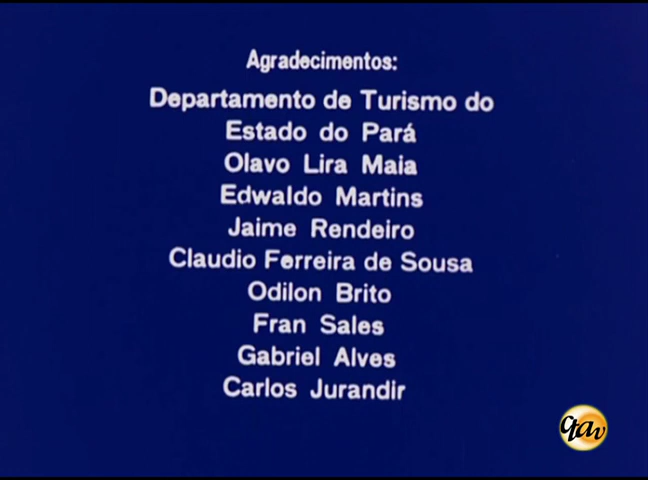 Agradecimentos:
Departamento de Turismo do
Estado do Pará
Olavo Lira Maia
Edwaldo Martins
Jaime Rendeiro
Claudio Ferreira de Sousa
Odilon Brito
Fran Sales
Gabriel Alves
Carlos Jurandir
ctav